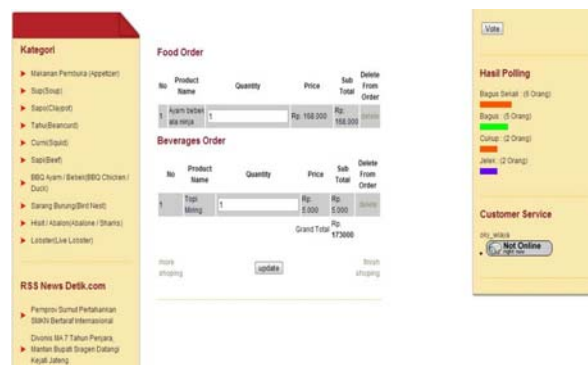 Kategori
Makanan Pembuka (Appetizer)
Sup(Soup)
Sapo(Claypot)
Tahu(Beancurd)
Cumi(Squid)
Sapi(Beef)
BBQ Ayam / Bebek(BBQ Chicken /
Duck)
Sarang Burung(Bird Nest)
Hisit / Abalon(Abalone / Sharks)
Lobster(Live Lobster)
RSS News Detik.com
Pemprov Sumut Pertahankan
SMKN Bertaraf Internasional
Divonis MA 7 Tahun Penjara,
Mantan Bupati Sragen Datangi
Kejati Jateng
Food Order
No Product Name Quantity Price Sub Total Delete From Order
1 Ayam bebek ala ninja 1 Rp. 168.000 Rp. 168.000 delete
Beverages Order
No Product Name Quantity Price Sub Total Delete From Order
1 Topi Miring 1 Rp. 5.000 Rp. 5.000 delete
Grand Total Rp. 173000
more shoping update finish shoping
Vote
Hasil Polling
Bagus Sekali : (6 Orang)
Bagus : (5 Orang)
Cukup : (2 Orang)
Jelek : (2 Orang)
Customer Service
Not Online
right now